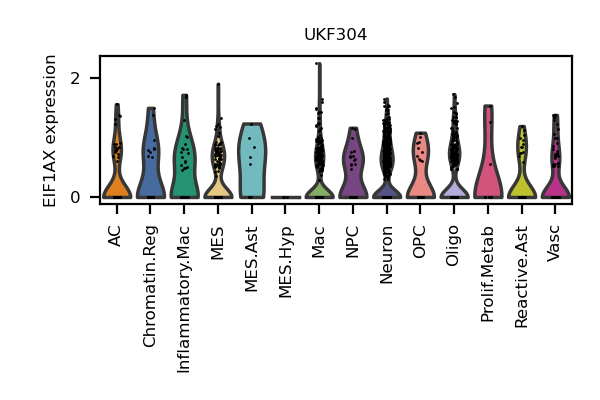 UKF304
EIF1AX expression
2
0
AC
Chromatin.Reg
Inflammatory.Mac
MES
MES.Ast
MES.Hyp
Mac
NPC
Neuron
OPC
Oligo
Prolif.Metab
Reactive.Ast
Vasc